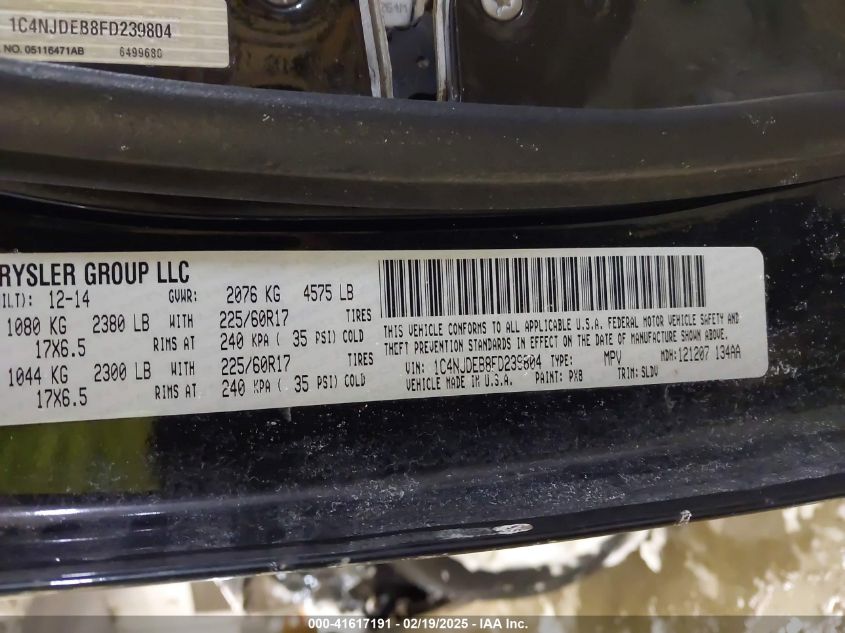 1C4NJDEB8FD239804
NO. 05116471AB 6499680
RYSLER GROUP LLC
ILT): 12-14 GVWR: 2076 KG 4575 LB
1080 KG 2380 LB WITH 225/60R17 TIRES
17X6.5 RIMS AT 240 KPA ( 35 PSI) COLD
1044 KG 2300 LB WITH 225/60R17 TIRES
17X6.5 RIMS AT 240 KPA ( 35 PSI) COLD
THIS VEHICLE CONFORMS TO ALL APPLICABLE U.S.A. FEDERAL MOTOR VEHICLE SAFETY AND
THEFT PREVENTION STANDARDS IN EFFECT ON THE DATE OF MANUFACTURE SHOWN ABOVE.
VIN: 1C4NJDEB8FD239804 TYPE: MPV MDH:121207 134AA
VEHICLE MADE IN U.S.A. PAINT: PX8 TRIM: SLDV
000-41617191 - 02/19/2025 - IAA Inc.